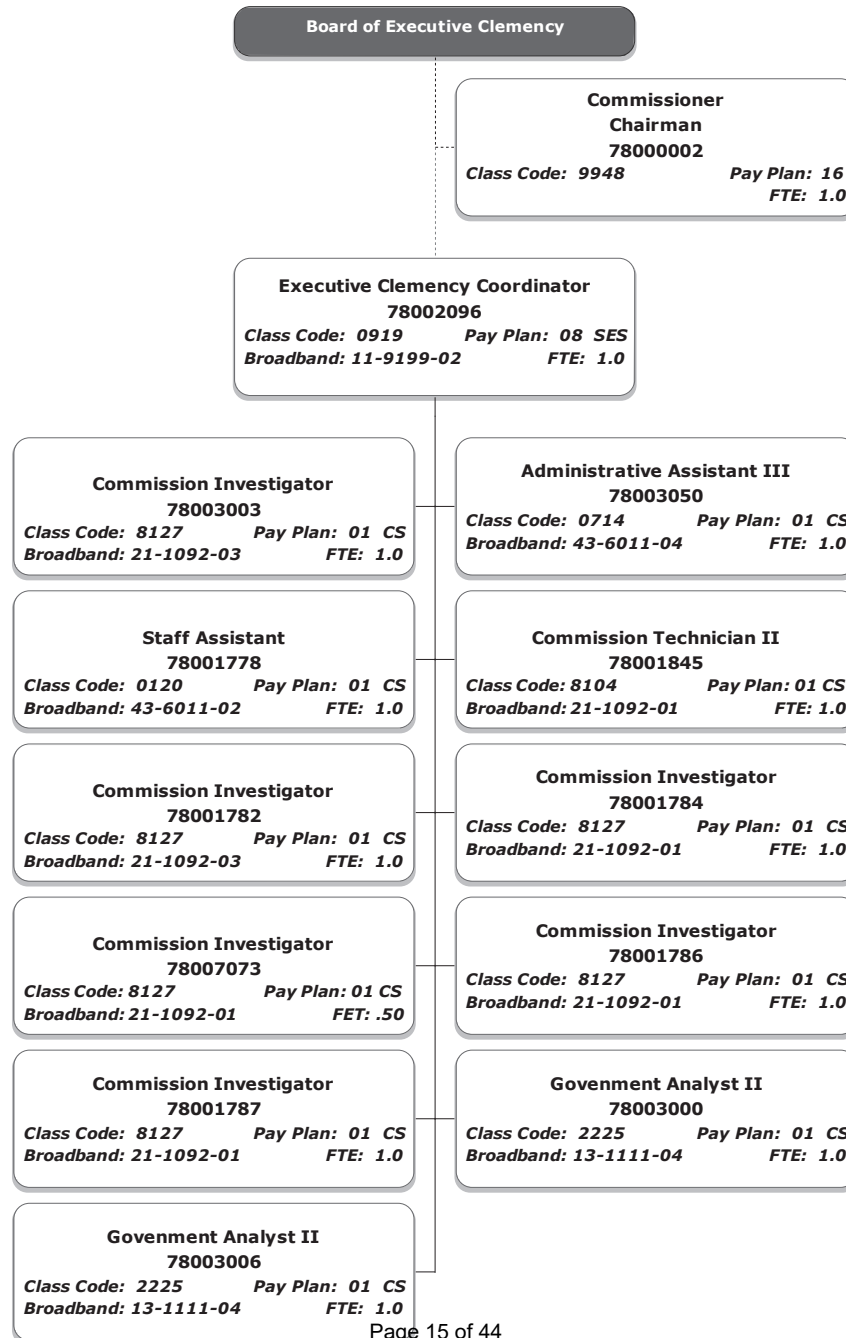 Board of Executive Clemency
Commissioner
Chairman
78000002
Class Code: 9948 Pay Plan: 16
FTE: 1.0
Executive Clemency Coordinator
78002096
Class Code: 0919 Pay Plan: 08 SES
Broadband: 11-9199-02 FTE: 1.0
Commission Investigator
78003003
Class Code: 8127 Pay Plan: 01 CS
Broadband: 21-1092-03 FTE: 1.0
Administrative Assistant III
78003050
Class Code: 0714 Pay Plan: 01 CS
Broadband: 43-6011-04 FTE: 1.0
Staff Assistant
78001778
Class Code: 0120 Pay Plan: 01 CS
Broadband: 43-6011-02 FTE: 1.0
Commission Technician II
78001845
Class Code: 8104 Pay Plan: 01 CS
Broadband: 21-1092-01 FTE: 1.0
Commission Investigator
78001782
Class Code: 8127 Pay Plan: 01 CS
Broadband: 21-1092-03 FTE: 1.0
Commission Investigator
78001784
Class Code: 8127 Pay Plan: 01 CS
Broadband: 21-1092-01 FTE: 1.0
Commission Investigator
78007073
Class Code: 8127 Pay Plan: 01 CS
Broadband: 21-1092-01 FET: .50
Commission Investigator
78001786
Class Code: 8127 Pay Plan: 01 CS
Broadband: 21-1092-01 FTE: 1.0
Commission Investigator
78001787
Class Code: 8127 Pay Plan: 01 CS
Broadband: 21-1092-01 FTE: 1.0
Govenment Analyst II
78003000
Class Code: 2225 Pay Plan: 01 CS
Broadband: 13-1111-04 FTE: 1.0
Govenment Analyst II
78003006
Class Code: 2225 Pay Plan: 01 CS
Broadband: 13-1111-04 FTE: 1.0
Page 15 of 44